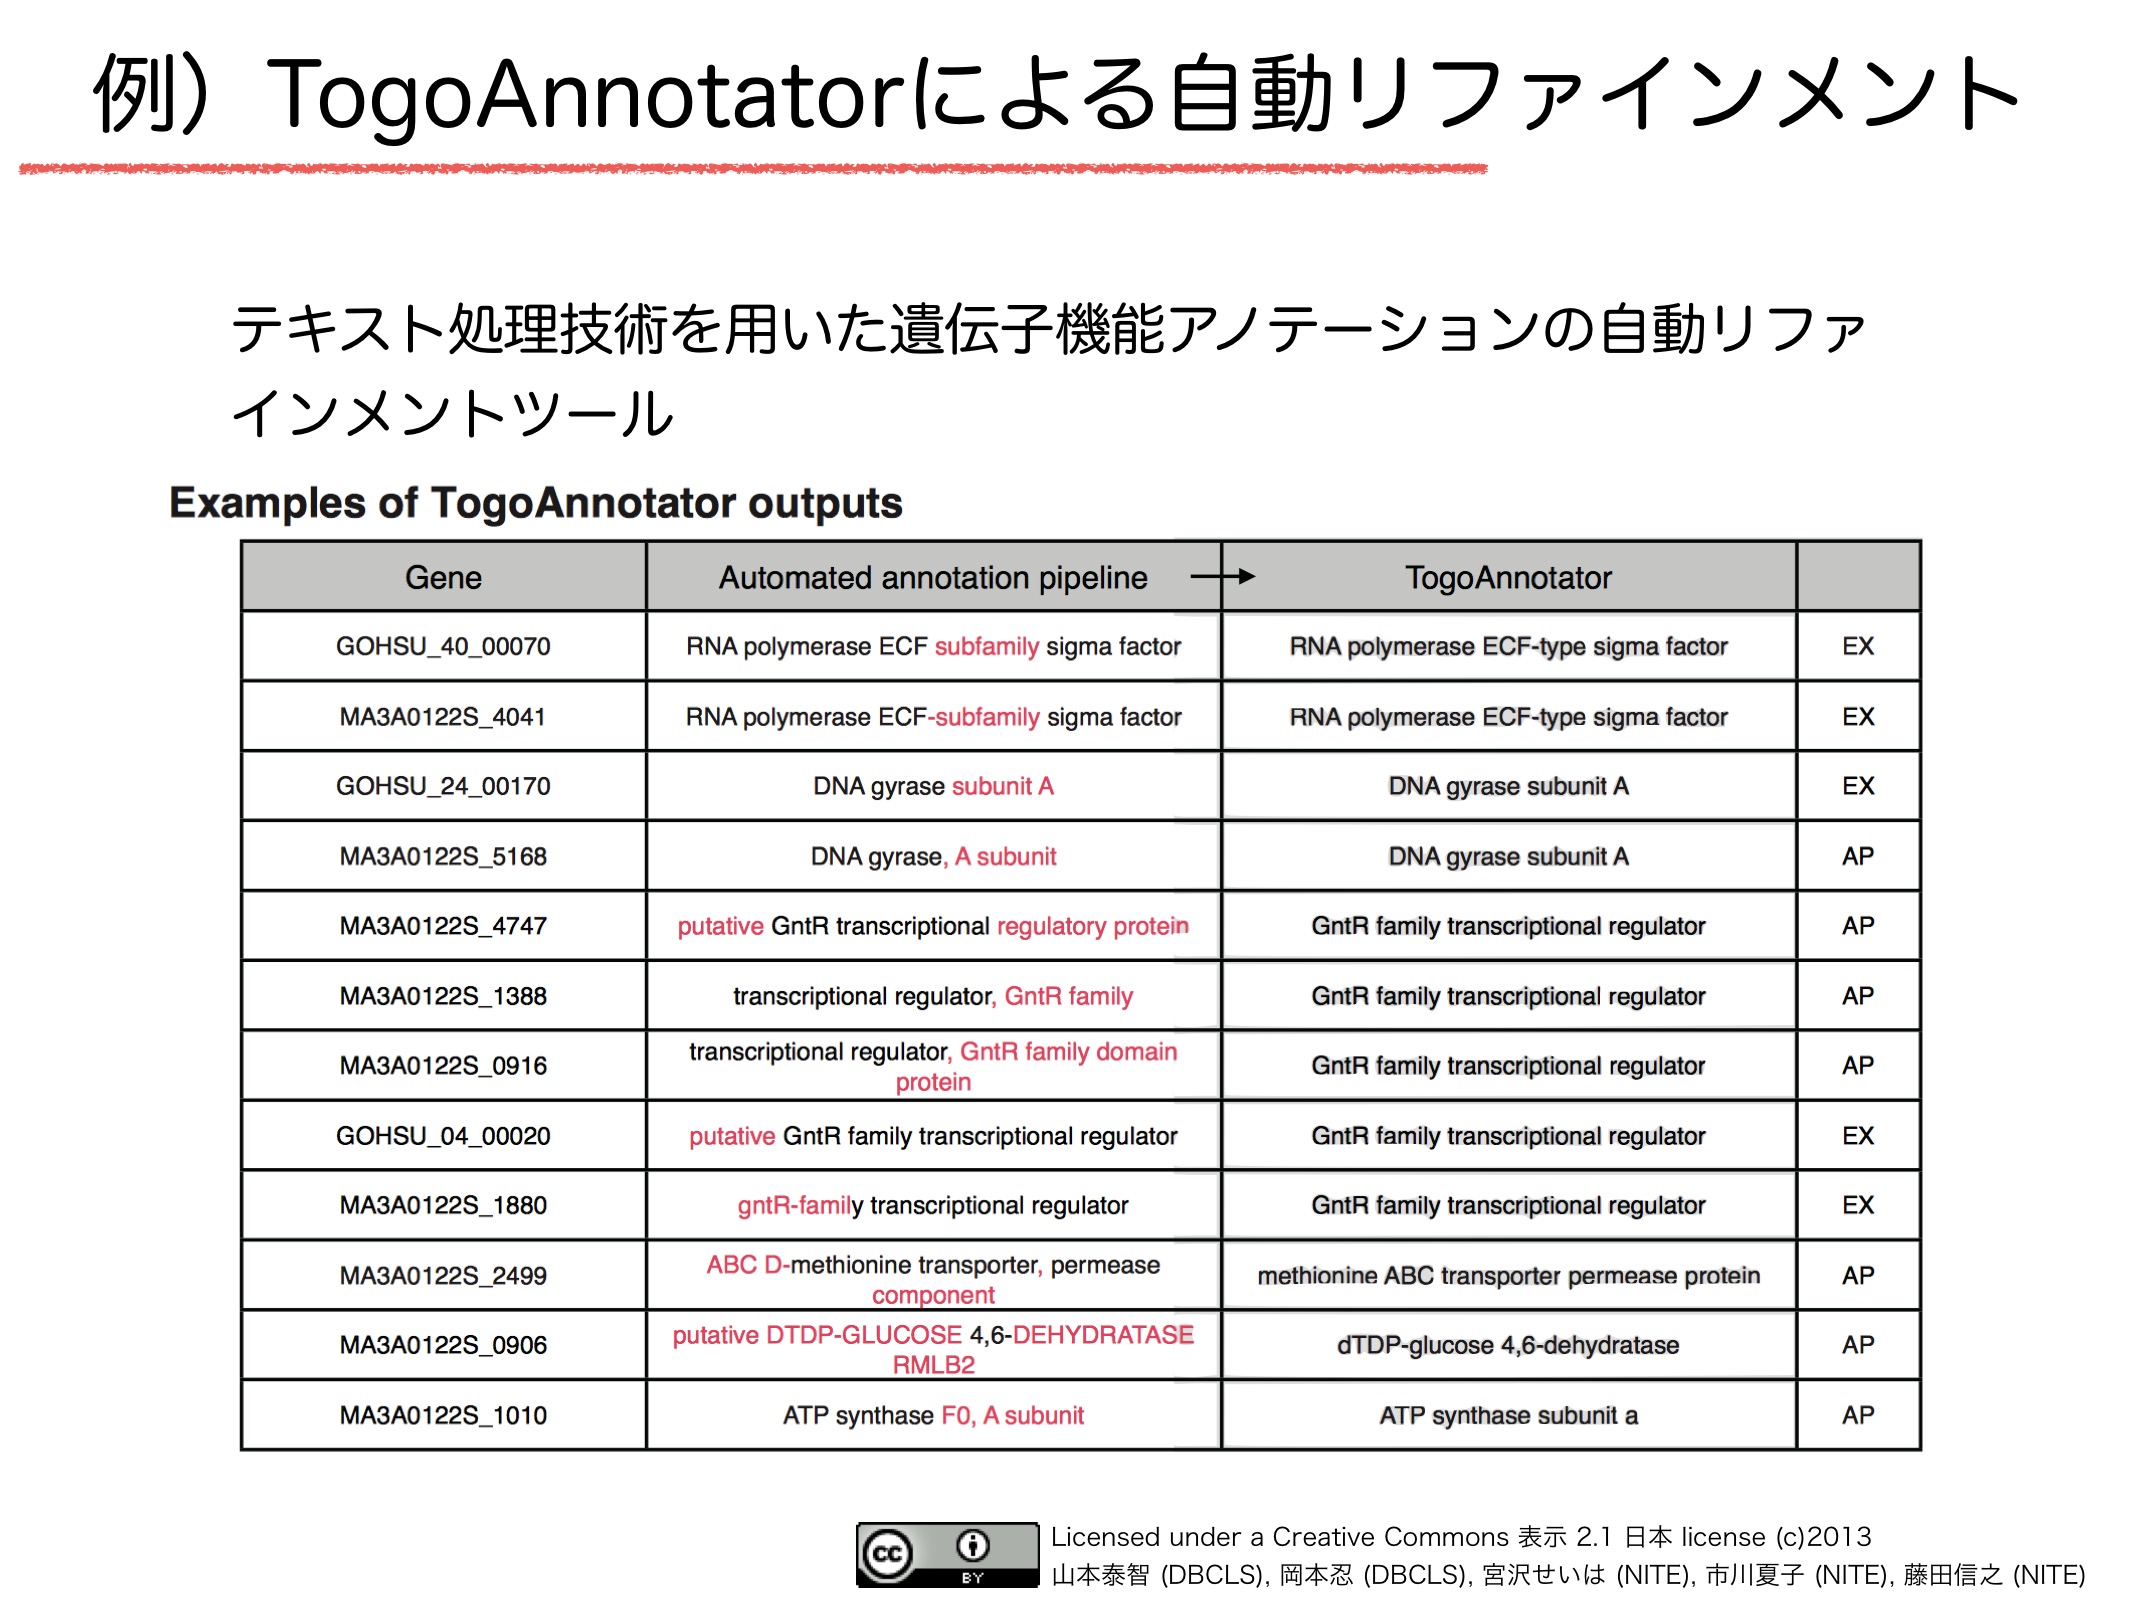 例）TogoAnnotatorによる自動リファインメント
テキスト処理技術を用いた遺伝子機能アノテーションの自動リファ
インメントツール
Examples of TogoAnnotator outputs
Gene Automated annotation pipeline → TogoAnnotator
GOHSU_40_00070 RNA polymerase ECF subfamily sigma factor RNA polymerase ECF-type sigma factor EX
MA3A0122S_4041 RNA polymerase ECF-subfamily sigma factor RNA polymerase ECF-type sigma factor EX
GOHSU_24_00170 DNA gyrase subunit A DNA gyrase subunit A EX
MA3A0122S_5168 DNA gyrase, A subunit DNA gyrase subunit A AP
MA3A0122S_4747 putative GntR transcriptional regulatory protein GntR family transcriptional regulator AP
MA3A0122S_1388 transcriptional regulator, GntR family GntR family transcriptional regulator AP
transcriptional regulator, GntR family domain
MA3A0122S_0916 protein GntR family transcriptional regulator AP
GOHSU_04_00020 putative GntR family transcriptional regulator GntR family transcriptional regulator EX
MA3A0122S_1880 gntR-family transcriptional regulator GntR family transcriptional regulator EX
ABC D-methionine transporter, permease
MA3A0122S_2499 component methionine ABC transporter permease protein AP
putative DTDP-GLUCOSE 4,6-DEHYDRATASE
MA3A0122S_0906 RMLB2 dTDP-glucose 4,6-dehydratase AP
MA3A0122S_1010 ATP synthase F0, A subunit ATP synthase subunit a AP
cc BY
Licensed under a Creative Commons 表示 2.1 日本 license (c)2013
山本泰智 (DBCLS), 岡本忍 (DBCLS), 宮沢せいは (NITE), 市川夏子 (NITE), 藤田信之 (NITE)